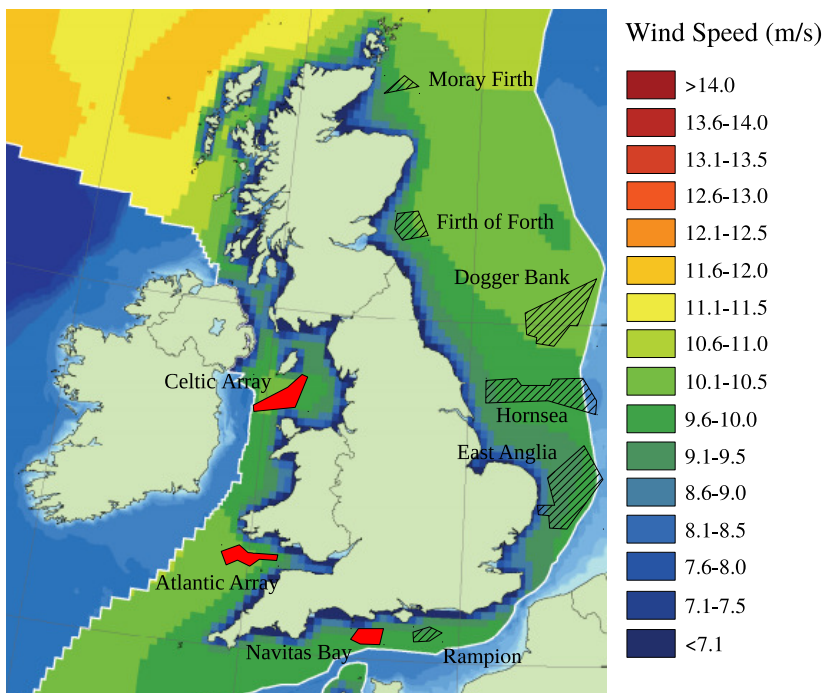 Wind Speed (m/s)
>14.0
13.6-14.0
13.1-13.5
12.6-13.0
12.1-12.5
11.6-12.0
11.1-11.5
10.6-11.0
10.1-10.5
9.6-10.0
9.1-9.5
8.6-9.0
8.1-8.5
7.6-8.0
7.1-7.5
<7.1
Moray Firth
Firth of Forth
Dogger Bank
Celtic Array
Hornsea
East Anglia
Atlantic Array
Navitas Bay
Rampion